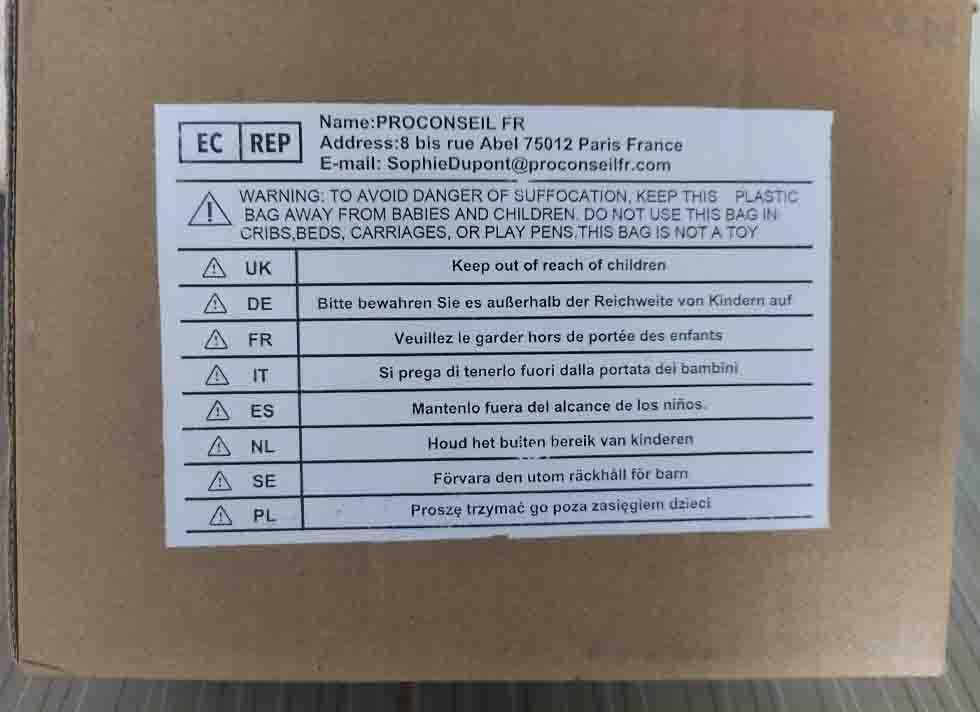 EC REP
Name:PROCONSEIL FR
Address:8 bis rue Abel 75012 Paris France
E-mail: SophieDupont@proconseilfr.com
WARNING: TO AVOID DANGER OF SUFFOCATION, KEEP THIS PLASTIC
BAG AWAY FROM BABIES AND CHILDREN. DO NOT USE THIS BAG IN
CRIBS,BEDS, CARRIAGES, OR PLAY PENS.THIS BAG IS NOT A TOY
UK Keep out of reach of children
DE Bitte bewahren Sie es außerhalb der Reichweite von Kindern auf
FR Veuillez le garder hors de portée des enfants
IT Si prega di tenerlo fuori dalla portata dei bambini
ES Mantenlo fuera del alcance de los niños.
NL Houd het buiten bereik van kinderen
SE Förvara den utom räckhåll för barn
PL Proszę trzymać go poza zasięgiem dzieci